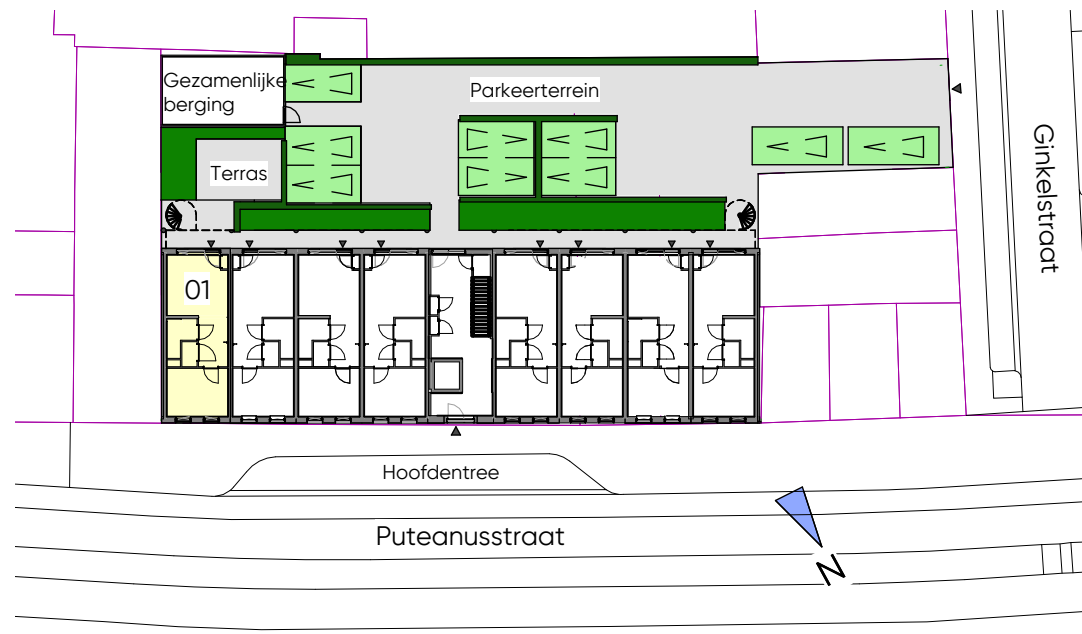 Gezamenlijke
berging
Parkeerterrein
Terras
Ginkelstraat
01
Hoofdentree
Puteanusstraat
N